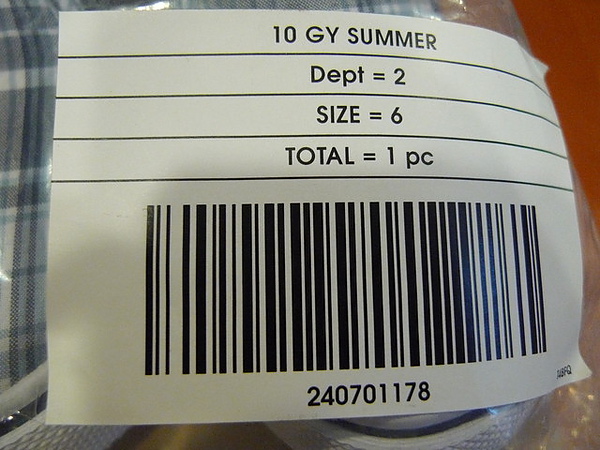 10 GY SUMMER
Dept = 2
SIZE = 6
TOTAL = 1 pc
240701178